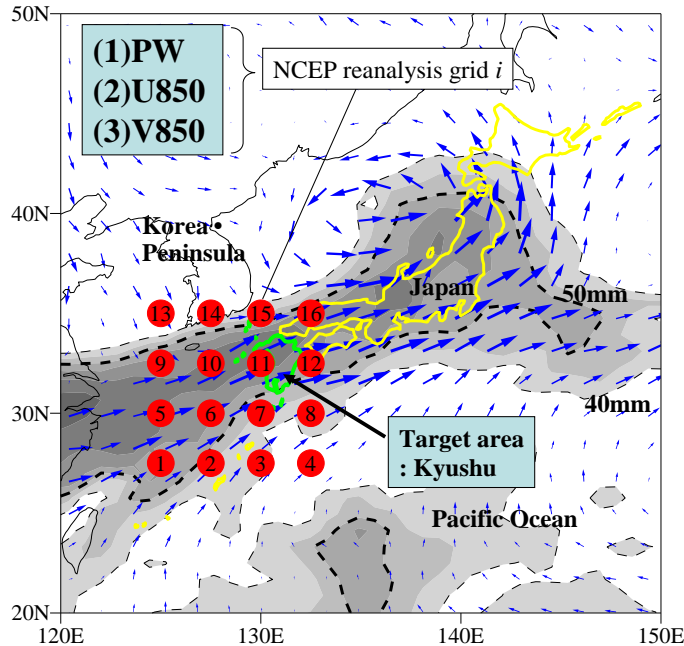 50N
(1)PW
(2)U850
(3)V850
NCEP reanalysis grid i
40N
Korea •
Peninsula
Japan
50mm
13 14 15 16
9 10 11 12
40mm
30N
5 6 7 8
Target area
: Kyushu
1 2 3 4
Pacific Ocean
20N
120E 130E 140E 150E